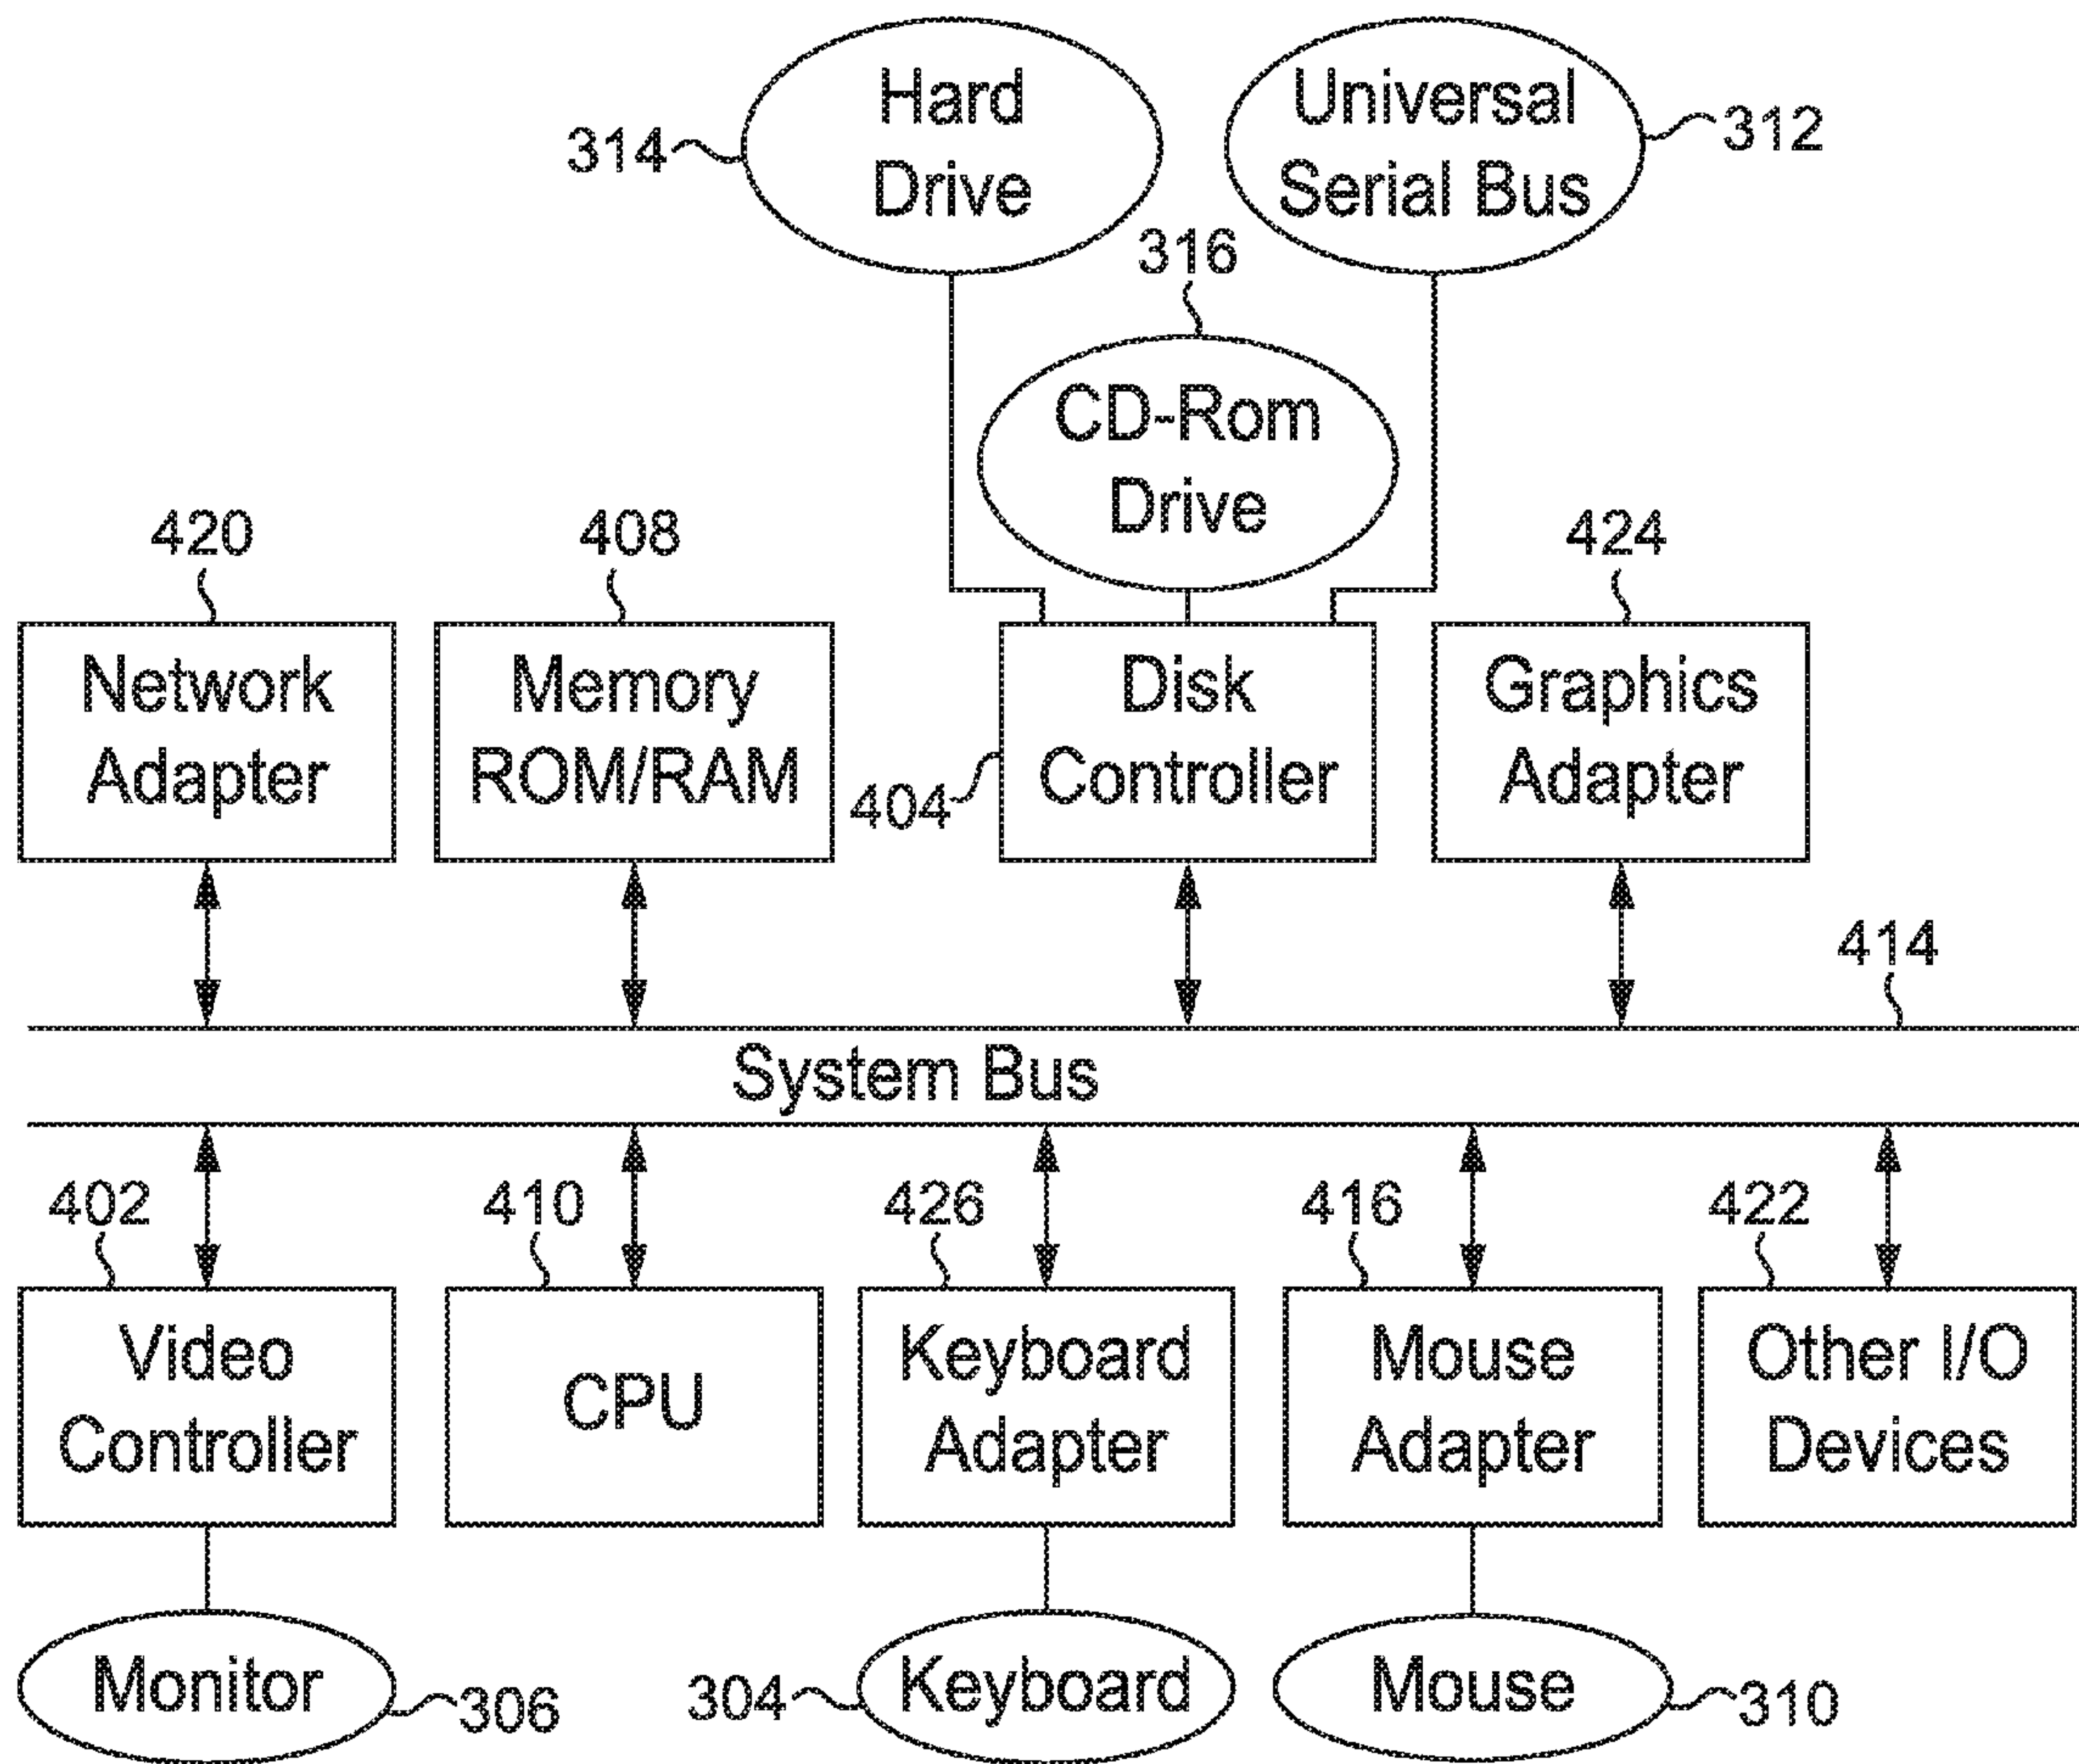 Hard
Drive
314
Universal
Serial Bus
312
316
CD-Rom
Drive
420
408
424
Network
Adapter
Memory
ROM/RAM
Disk
Controller
404
Graphics
Adapter
414
System Bus
402
410
426
416
422
Video
Controller
CPU
Keyboard
Adapter
Mouse
Adapter
Other I/O
Devices
Monitor
306
304
Keyboard
Mouse
310